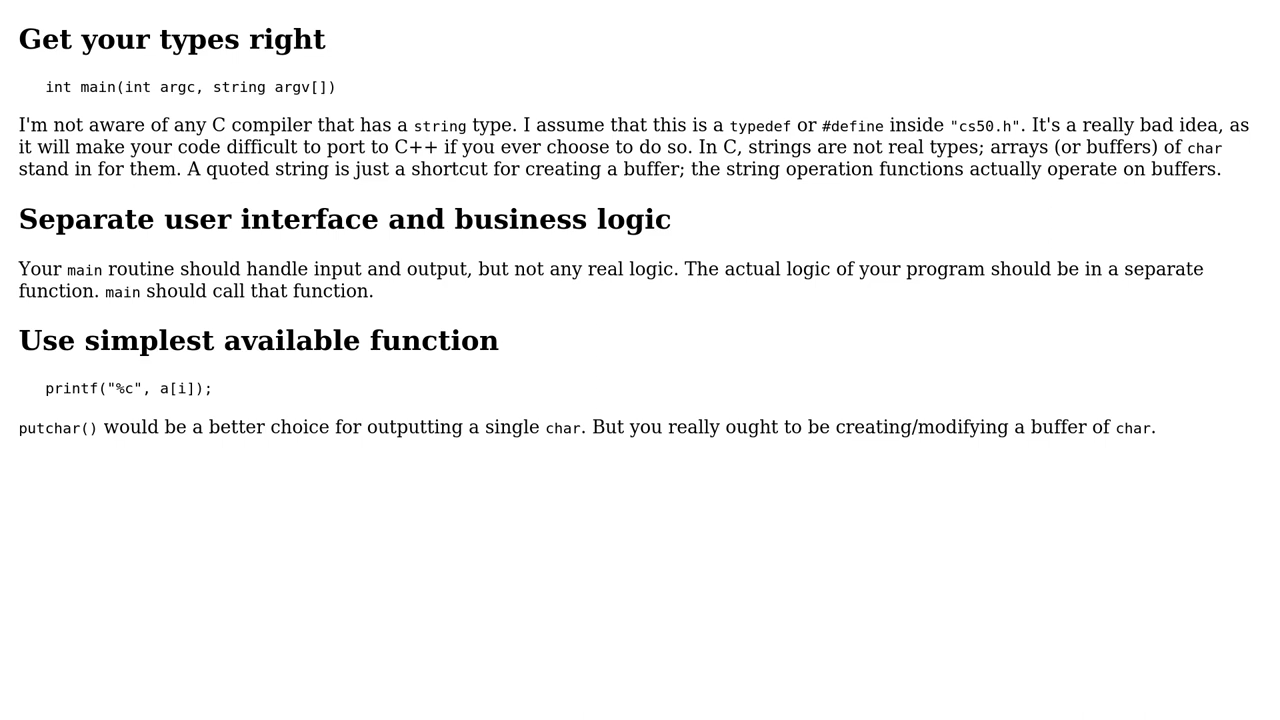 Get your types right
int main(int argc, string argv[])
I'm not aware of any C compiler that has a string type. I assume that this is a typedef or #define inside "cs50.h". It's a really bad idea, as
it will make your code difficult to port to C++ if you ever choose to do so. In C, strings are not real types; arrays (or buffers) of char
stand in for them. A quoted string is just a shortcut for creating a buffer; the string operation functions actually operate on buffers.
Separate user interface and business logic
Your main routine should handle input and output, but not any real logic. The actual logic of your program should be in a separate
function. main should call that function.
Use simplest available function
printf("%c", a[i]);
putchar() would be a better choice for outputting a single char. But you really ought to be creating/modifying a buffer of char.